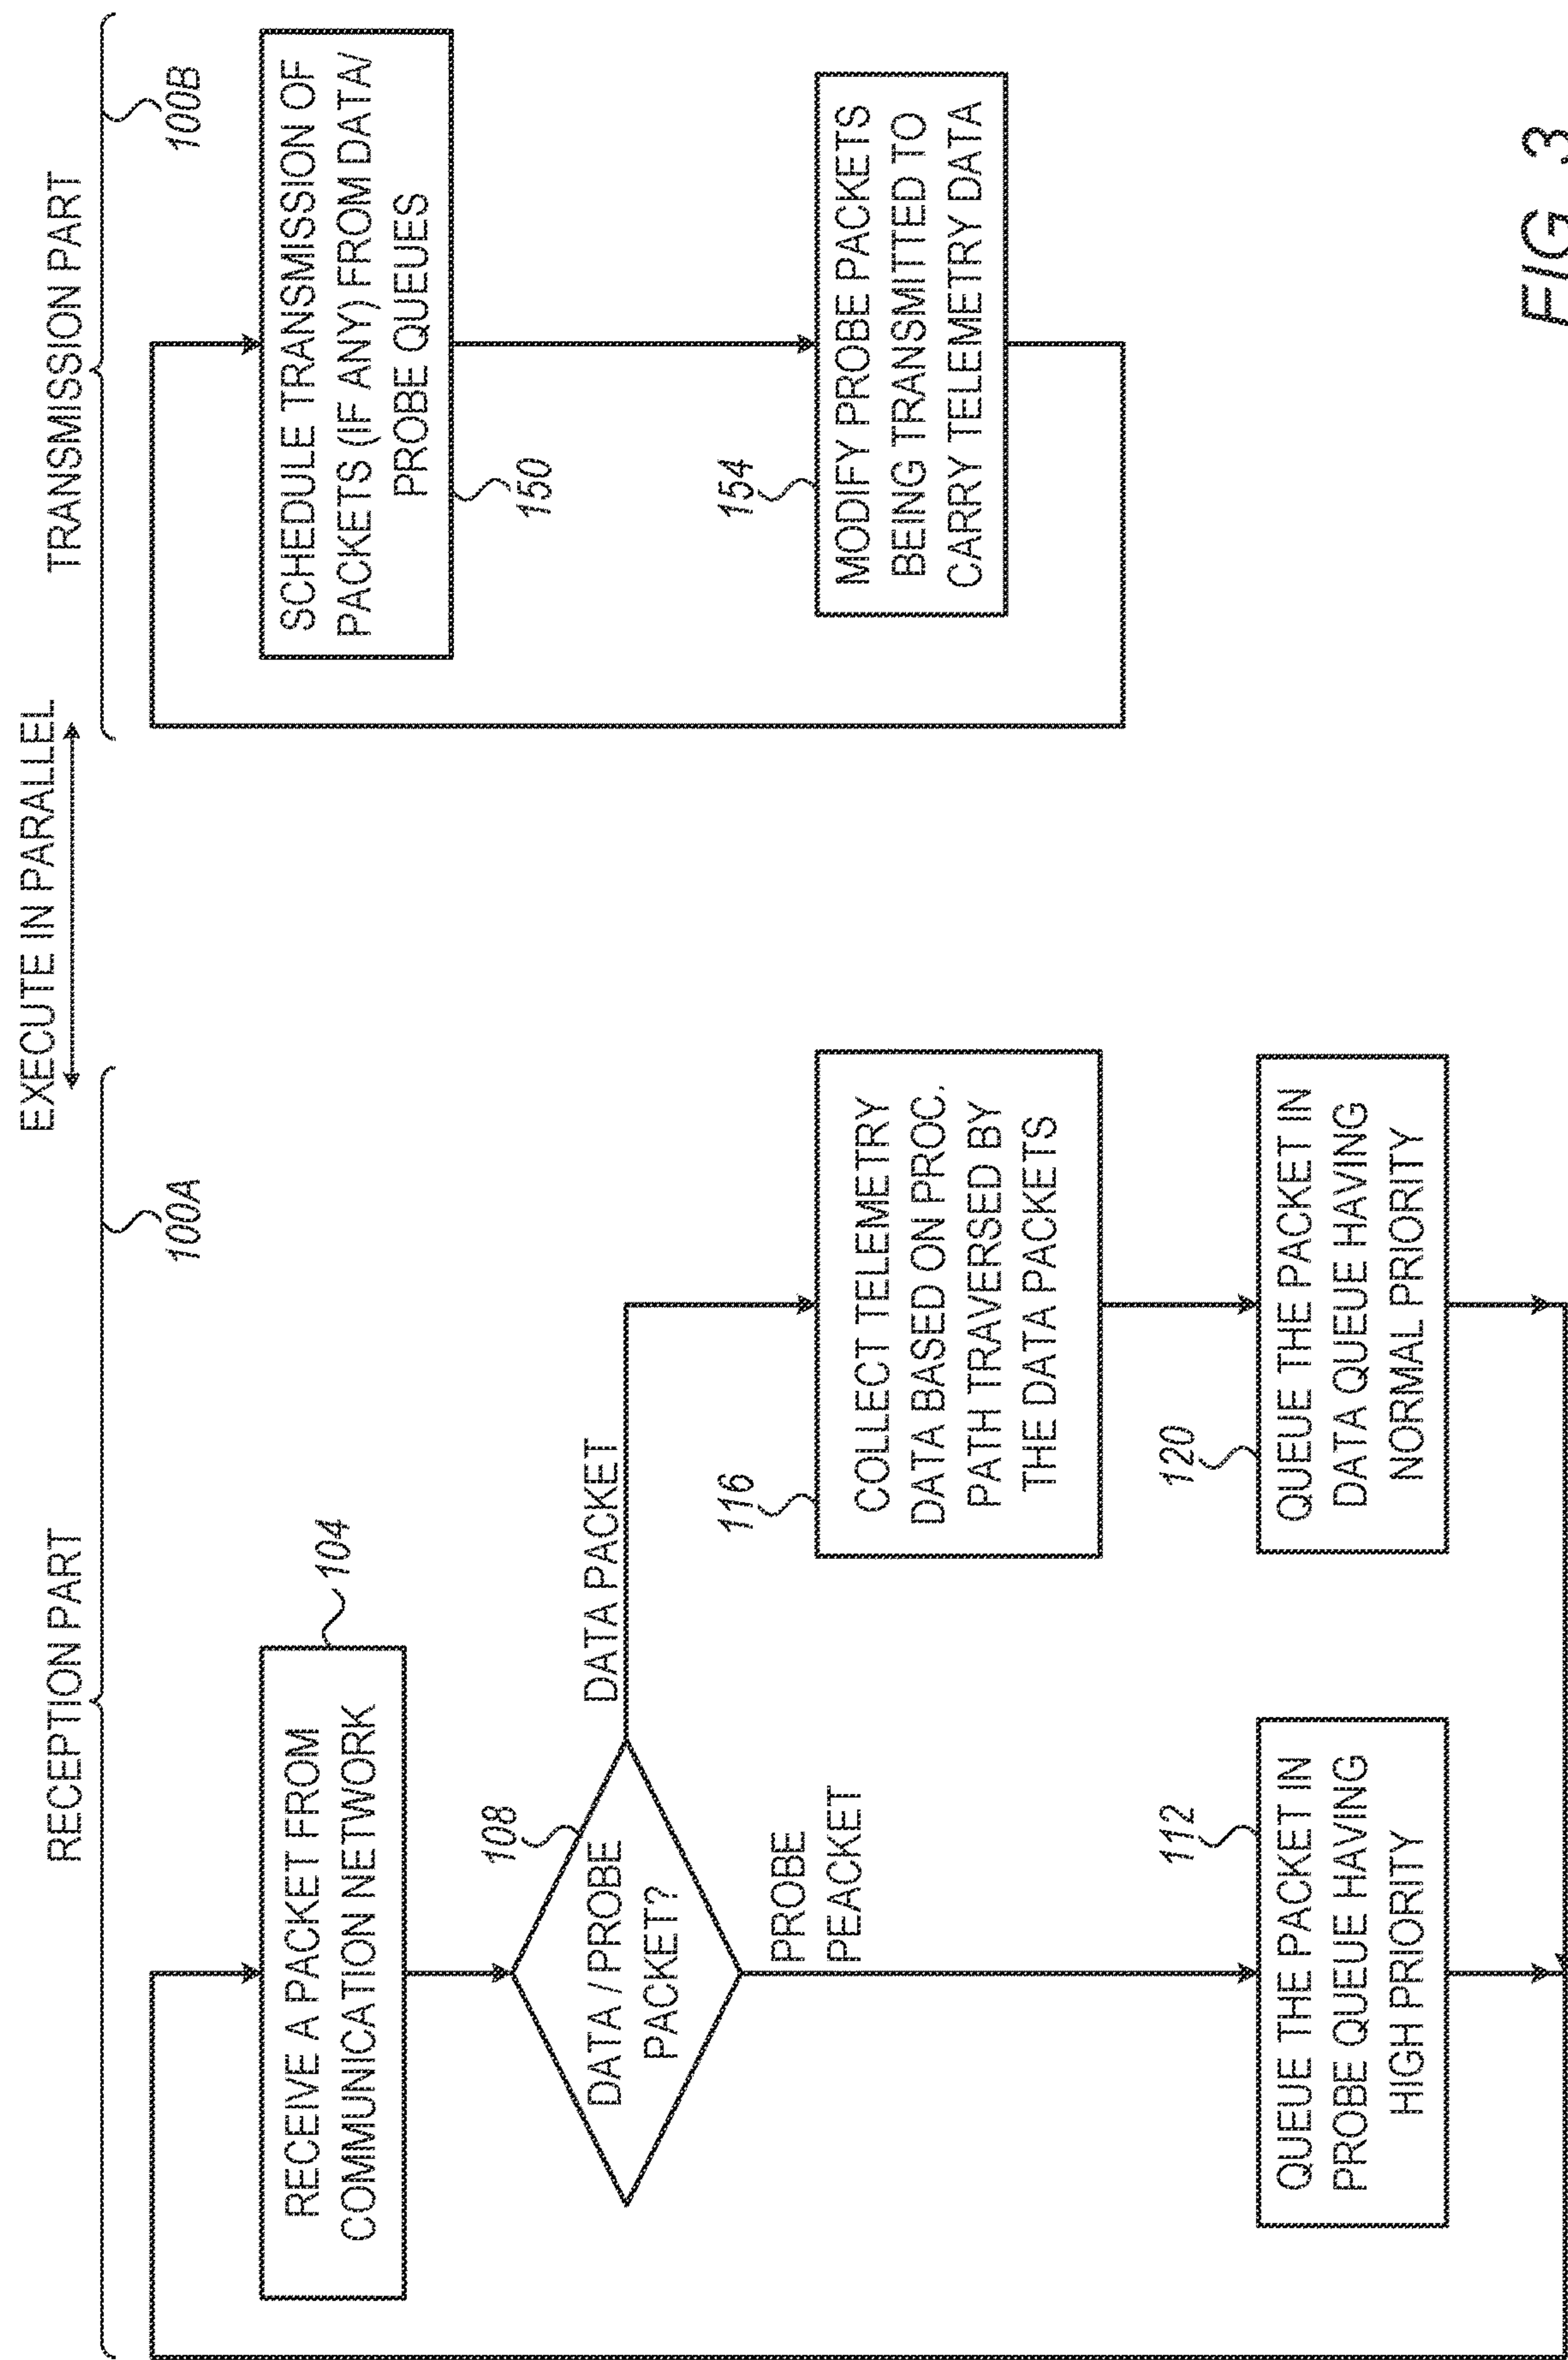 EXECUTE IN PARALLEL
RECEPTION PART
100A
RECEIVE A PACKET FROM
COMMUNICATION NETWORK
104
108
DATA / PROBE
PACKET?
DATA PACKET
PROBE
PEACKET
116
COLLECT TELEMETRY
DATA BASED ON PROC.
PATH TRAVERSED BY
THE DATA PACKETS
112
QUEUE THE PACKET IN
PROBE QUEUE HAVING
HIGH PRIORITY
120
QUEUE THE PACKET IN
DATA QUEUE HAVING
NORMAL PRIORITY
TRANSMISSION PART
100B
SCHEDULE TRANSMISSION OF
PACKETS (IF ANY) FROM DATA/
PROBE QUEUES
150
154
MODIFY PROBE PACKETS
BEING TRANSMITTED TO
CARRY TELEMETRY DATA
FIG. 3